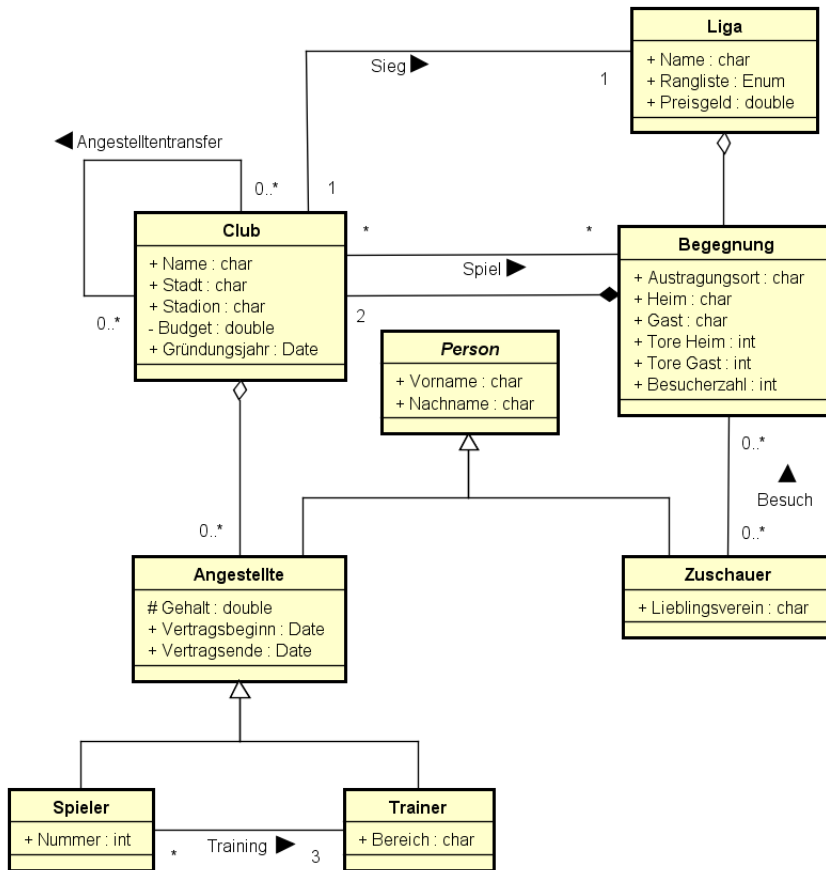 Liga
+ Name : char
+ Rangliste : Enum
+ Preisgeld : double
Sieg ►
1
1
◄ Angestelltentransfer
0..*
0..*
Club
+ Name : char
+ Stadt : char
+ Stadion : char
- Budget : double
+ Gründungsjahr : Date
*
*
Spiel ►
2
Begegnung
+ Austragungsort : char
+ Heim : char
+ Gast : char
+ Tore Heim : int
+ Tore Gast : int
+ Besucherzahl : int
Person
+ Vorname : char
+ Nachname : char
0..*
▲
Besuch
0..*
0..*
Angestellte
# Gehalt : double
+ Vertragsbeginn : Date
+ Vertragsende : Date
Zuschauer
+ Lieblingsverein : char
Spieler
+ Nummer : int
Training ►
*
3
Trainer
+ Bereich : char